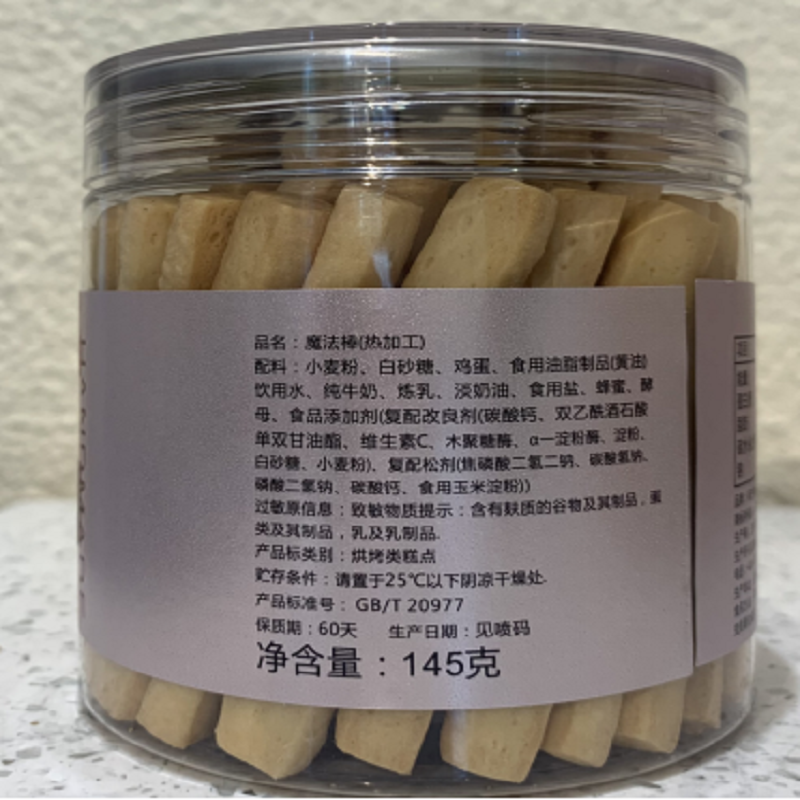 HANDMADE
品名：魔法棒(热加工)
配料：小麦粉、白砂糖、鸡蛋、食用油脂制品(黄油)
饮用水、纯牛奶、炼乳、淡奶油、食用盐、蜂蜜、酵
母、食品添加剂(复配改良剂(碳酸钙、双乙酰酒石酸
单双甘油酯、维生素C、木聚糖酶、α一淀粉酶、淀粉、
白砂糖、小麦粉)、复配松剂(焦磷酸二氢二钠、碳酸氢钠、
磷酸二氢钠、碳酸钙、食用玉米淀粉))
过敏原信息：致敏物质提示：含有麸质的谷物及其制品，蛋
类及其制品，乳及乳制品.
产品标类别：烘烤类糕点
贮存条件：请置于25℃以下阴凉干燥处.
产品标准号：GB/T 20977
保质期：60天 生产日期：见喷码
净含量：145克